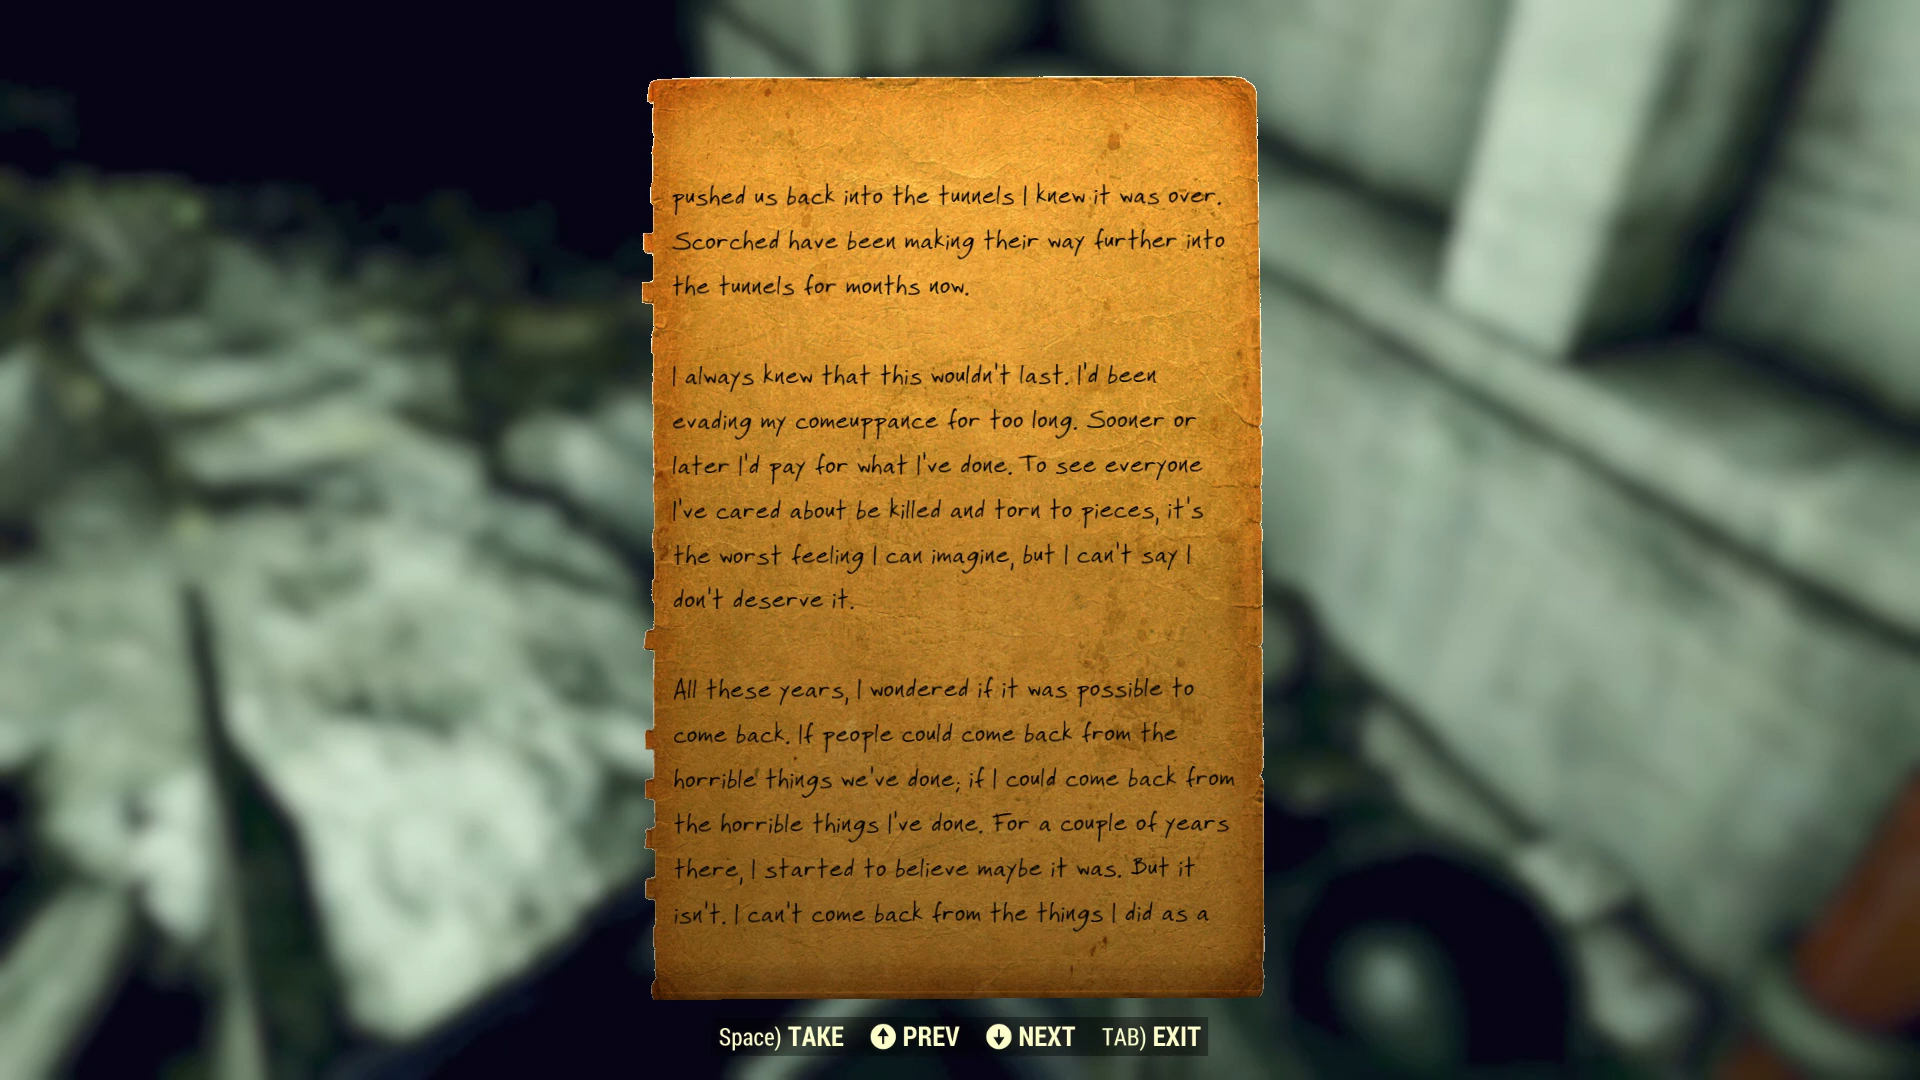 pushed us back into the tunnels I knew it was over.
Scorched have been making their way further into
the tunnels for months now.
I always knew that this wouldn't last. I'd been
evading my comeuppance for too long. Sooner or
later I'd pay for what I've done. To see everyone
I've cared about be killed and torn to pieces, it's
the worst feeling I can imagine, but I can't say I
don't deserve it.
All these years, I wondered if it was possible to
come back. If people could come back from the
horrible things we've done; if I could come back from
the horrible things I've done. For a couple of years
there, I started to believe maybe it was. But it
isn't. I can't come back from the things I did as a
Space) TAKE PREV NEXT TAB) EXIT